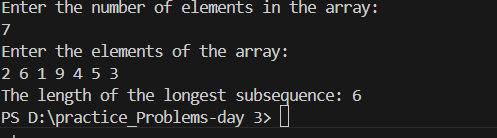 Enter the number of elements in the array:
7
Enter the elements of the array:
2 6 1 9 4 5 3
The length of the longest subsequence: 6
PS D:\practice_Problems-day 3>